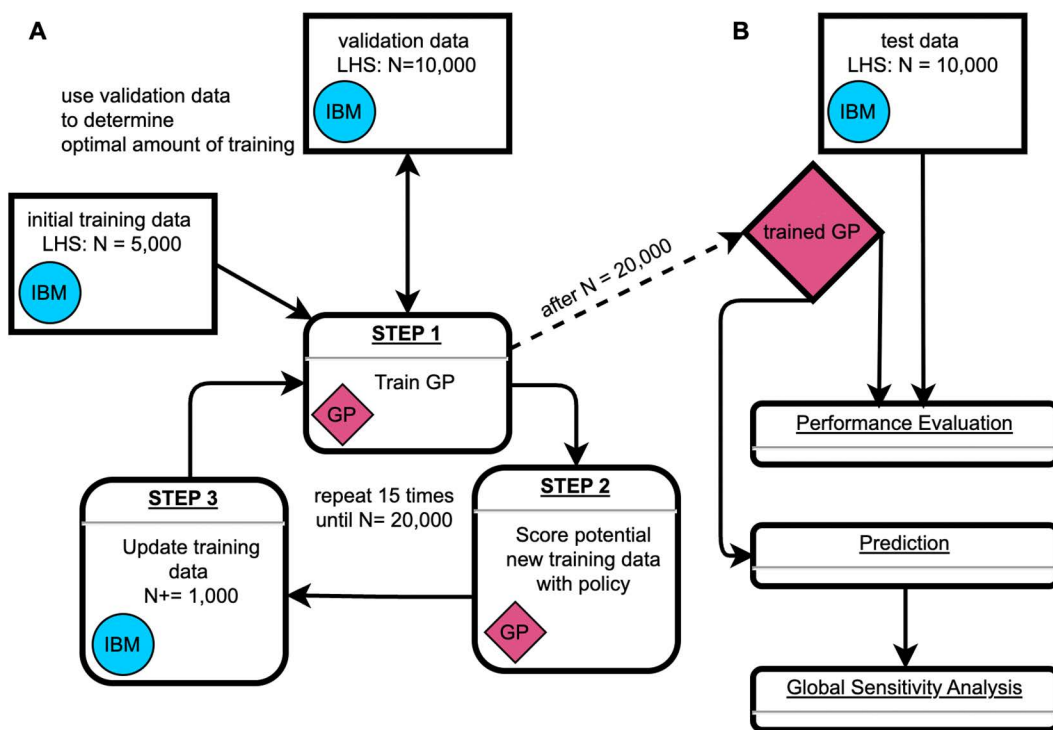 A
validation data
LHS: N=10,000
IBM
use validation data
to determine
optimal amount of training
initial training data
LHS: N = 5,000
IBM
STEP 1
Train GP
GP
after N = 20,000
STEP 2
Score potential
new training data
with policy
GP
repeat 15 times
until N= 20,000
STEP 3
Update training
data
N+= 1,000
IBM
B
test data
LHS: N = 10,000
IBM
trained GP
Performance Evaluation
Prediction
Global Sensitivity Analysis